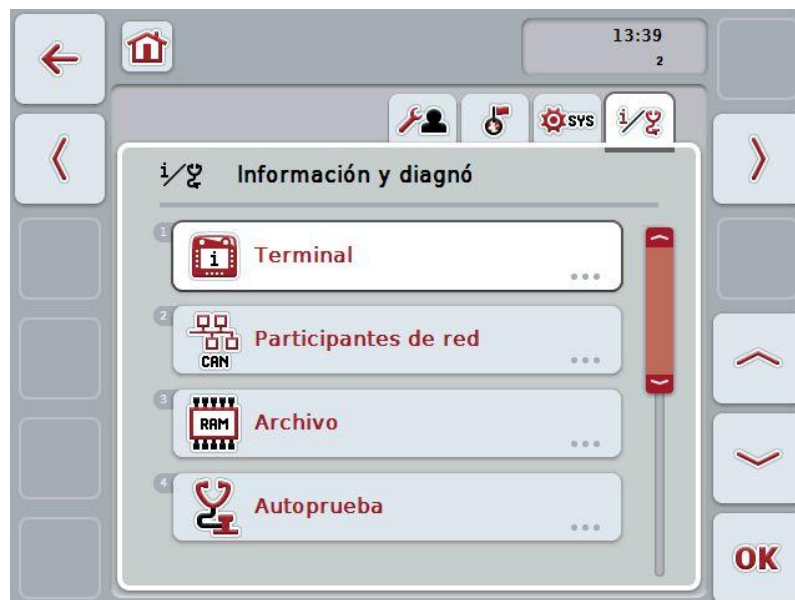 13:39
2
SYS
i
Información y diagnó
1
i
Terminal
2
CAN
Participantes de red
3
RAM
Archivo
4
Autoprueba
OK